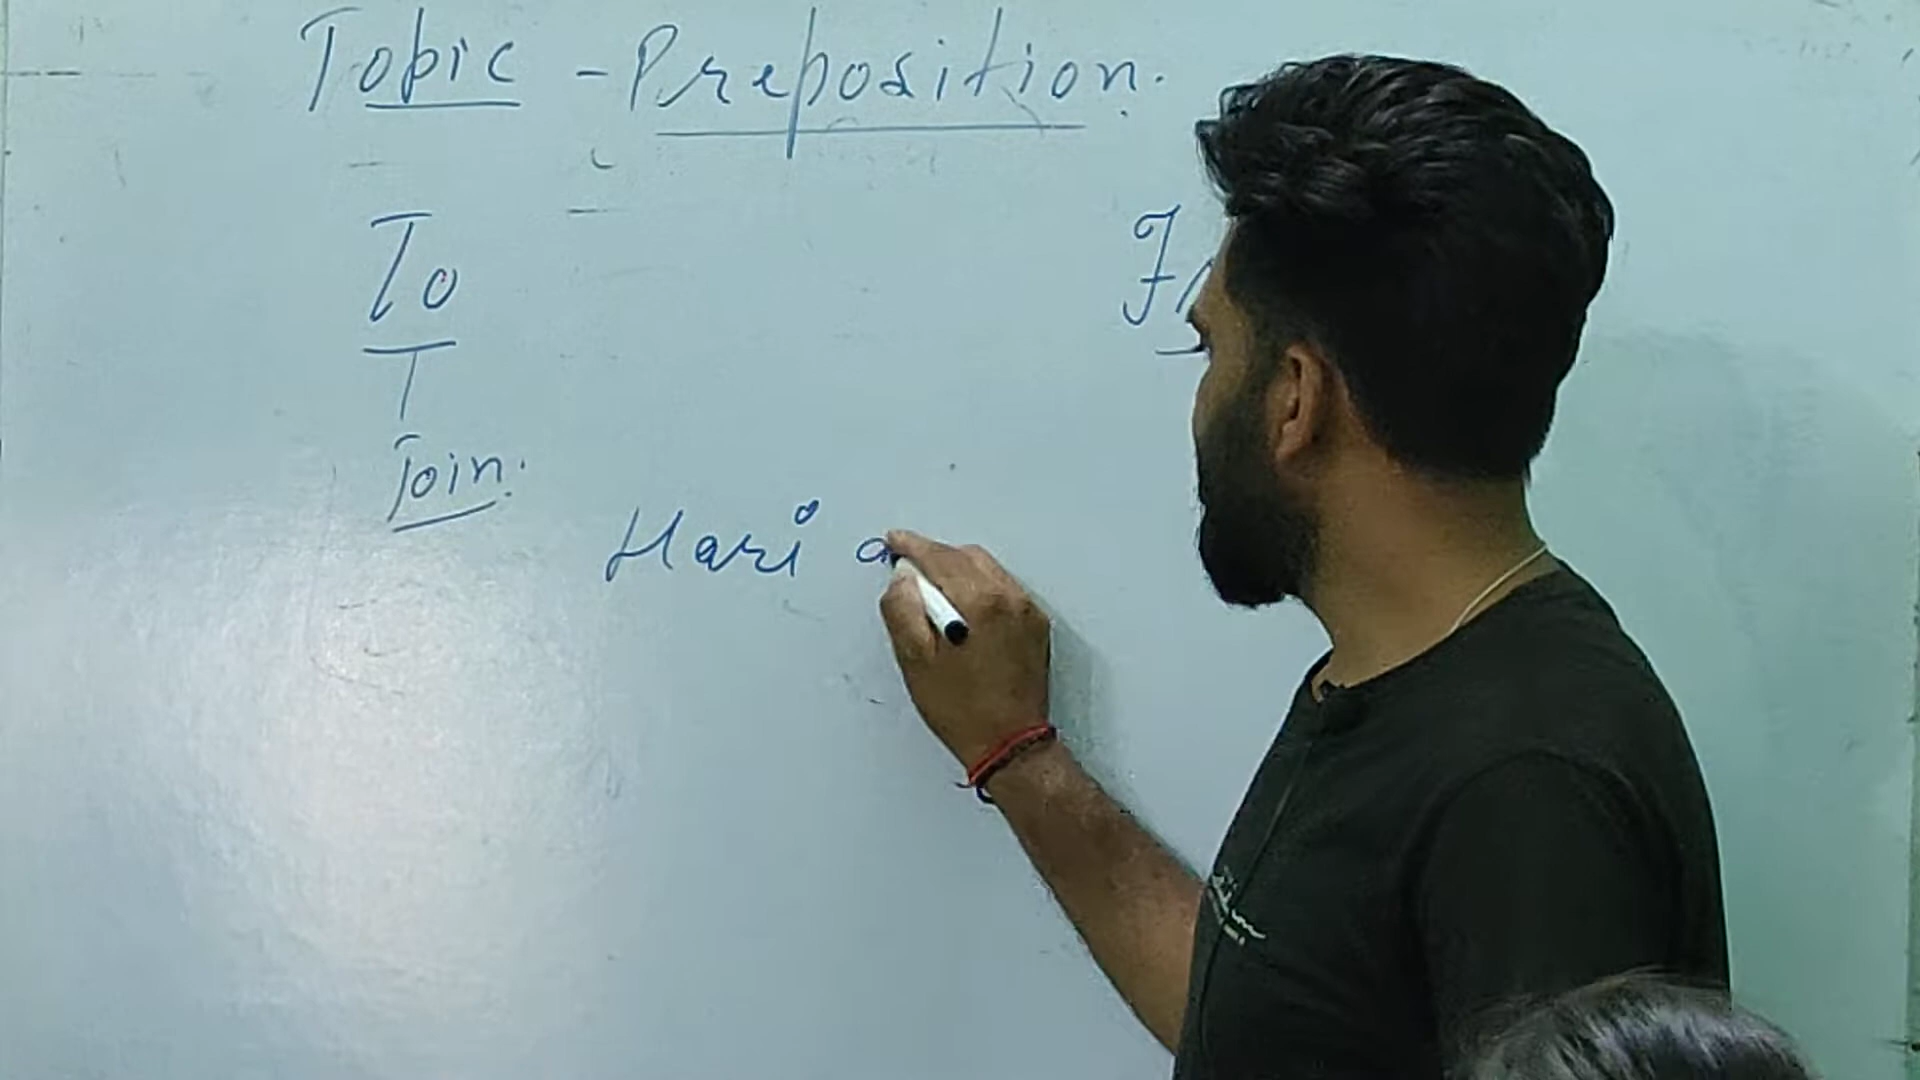 Topic - Preposition.
To
T
Join.
Hari a